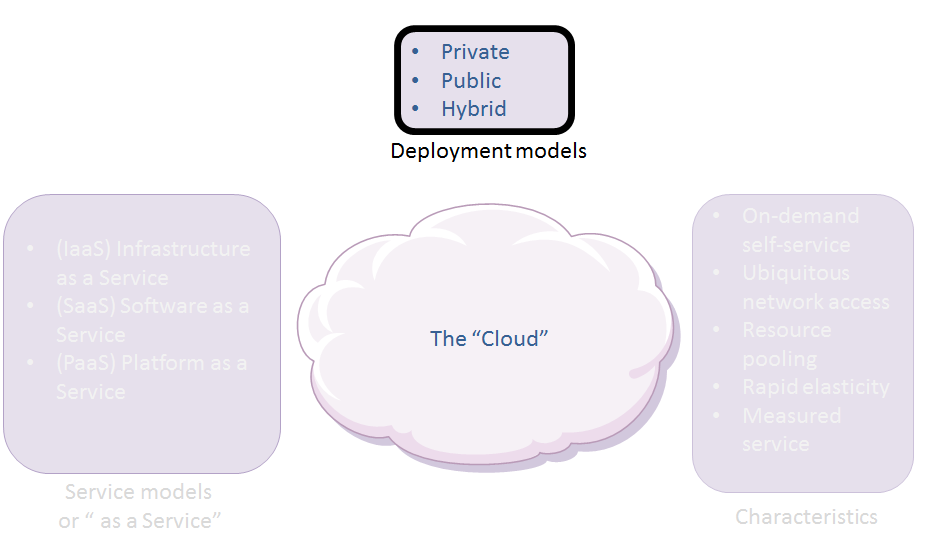 • Private
• Public
• Hybrid
Deployment models
• (IaaS) Infrastructure
as a Service
• (SaaS) Software as a
Service
• (PaaS) Platform as a
Service
Service models
or “ as a Service”
The “Cloud”
• On-demand
self-service
• Ubiquitous
network access
• Resource
pooling
• Rapid elasticity
• Measured
service
Characteristics